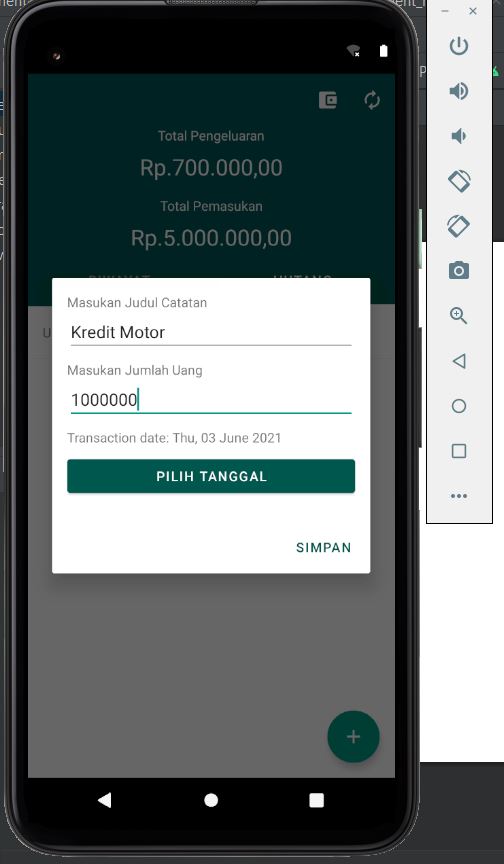 Total Pengeluaran
Rp.700.000,00
Total Pemasukan
Rp.5.000.000,00
HUTANG
Masukan Judul Catatan
Kredit Motor
Masukan Jumlah Uang
1000000
Transaction date: Thu, 03 June 2021
PILIH TANGGAL
SIMPAN